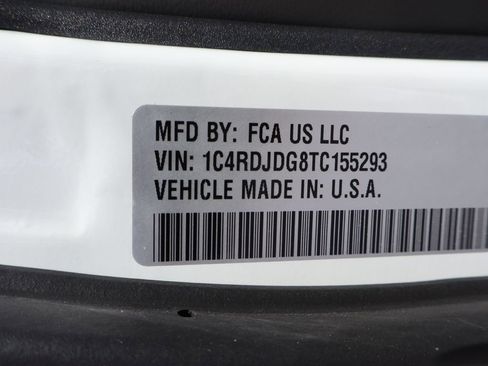 MFD BY: FCA US LLC
VIN: 1C4RDJDG8TC155293
VEHICLE MADE IN: U.S.A.